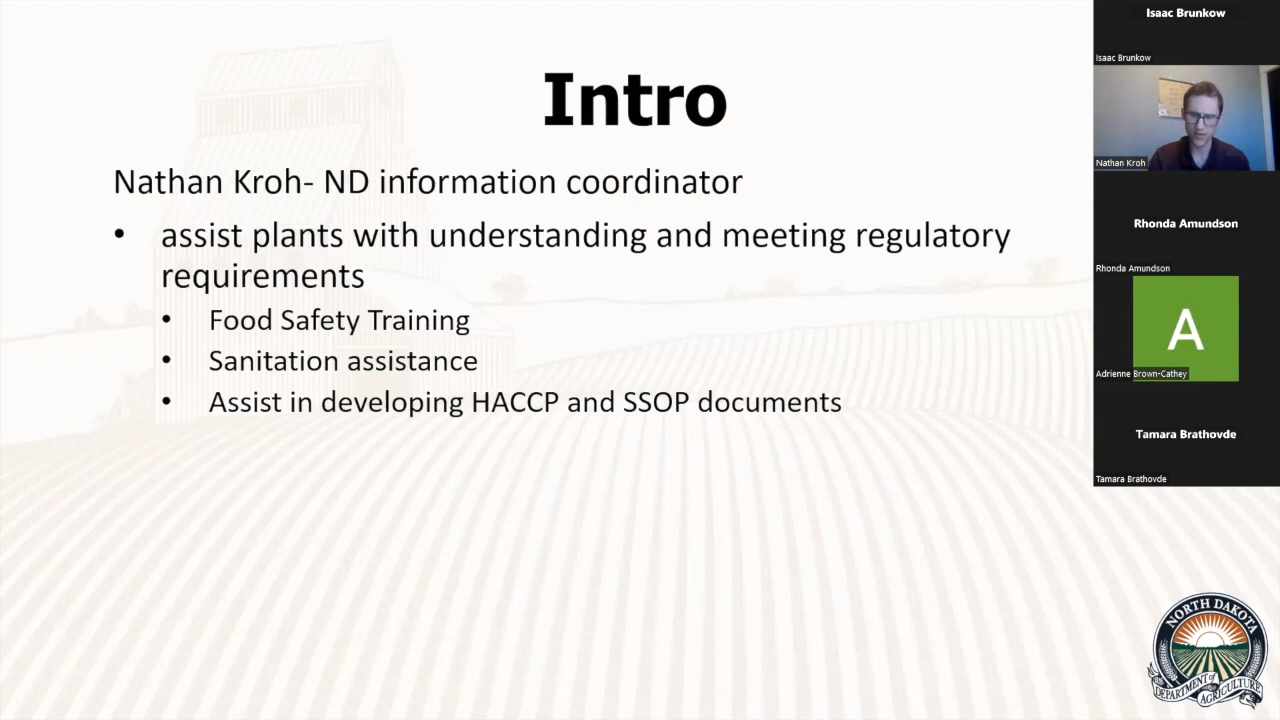 Intro
Nathan Kroh- ND information coordinator
• assist plants with understanding and meeting regulatory
requirements
• Food Safety Training
• Sanitation assistance
• Assist in developing HACCP and SSOP documents
Isaac Brunkow
Isaac Brunkow
Nathan Kroh
Rhonda Amundson
Rhonda Amundson
A
Adrienne Brown-Cathey
Tamara Brathovde
Tamara Brathovde
NORTH DAKOTA
DEPARTMENT of AGRICULTURE